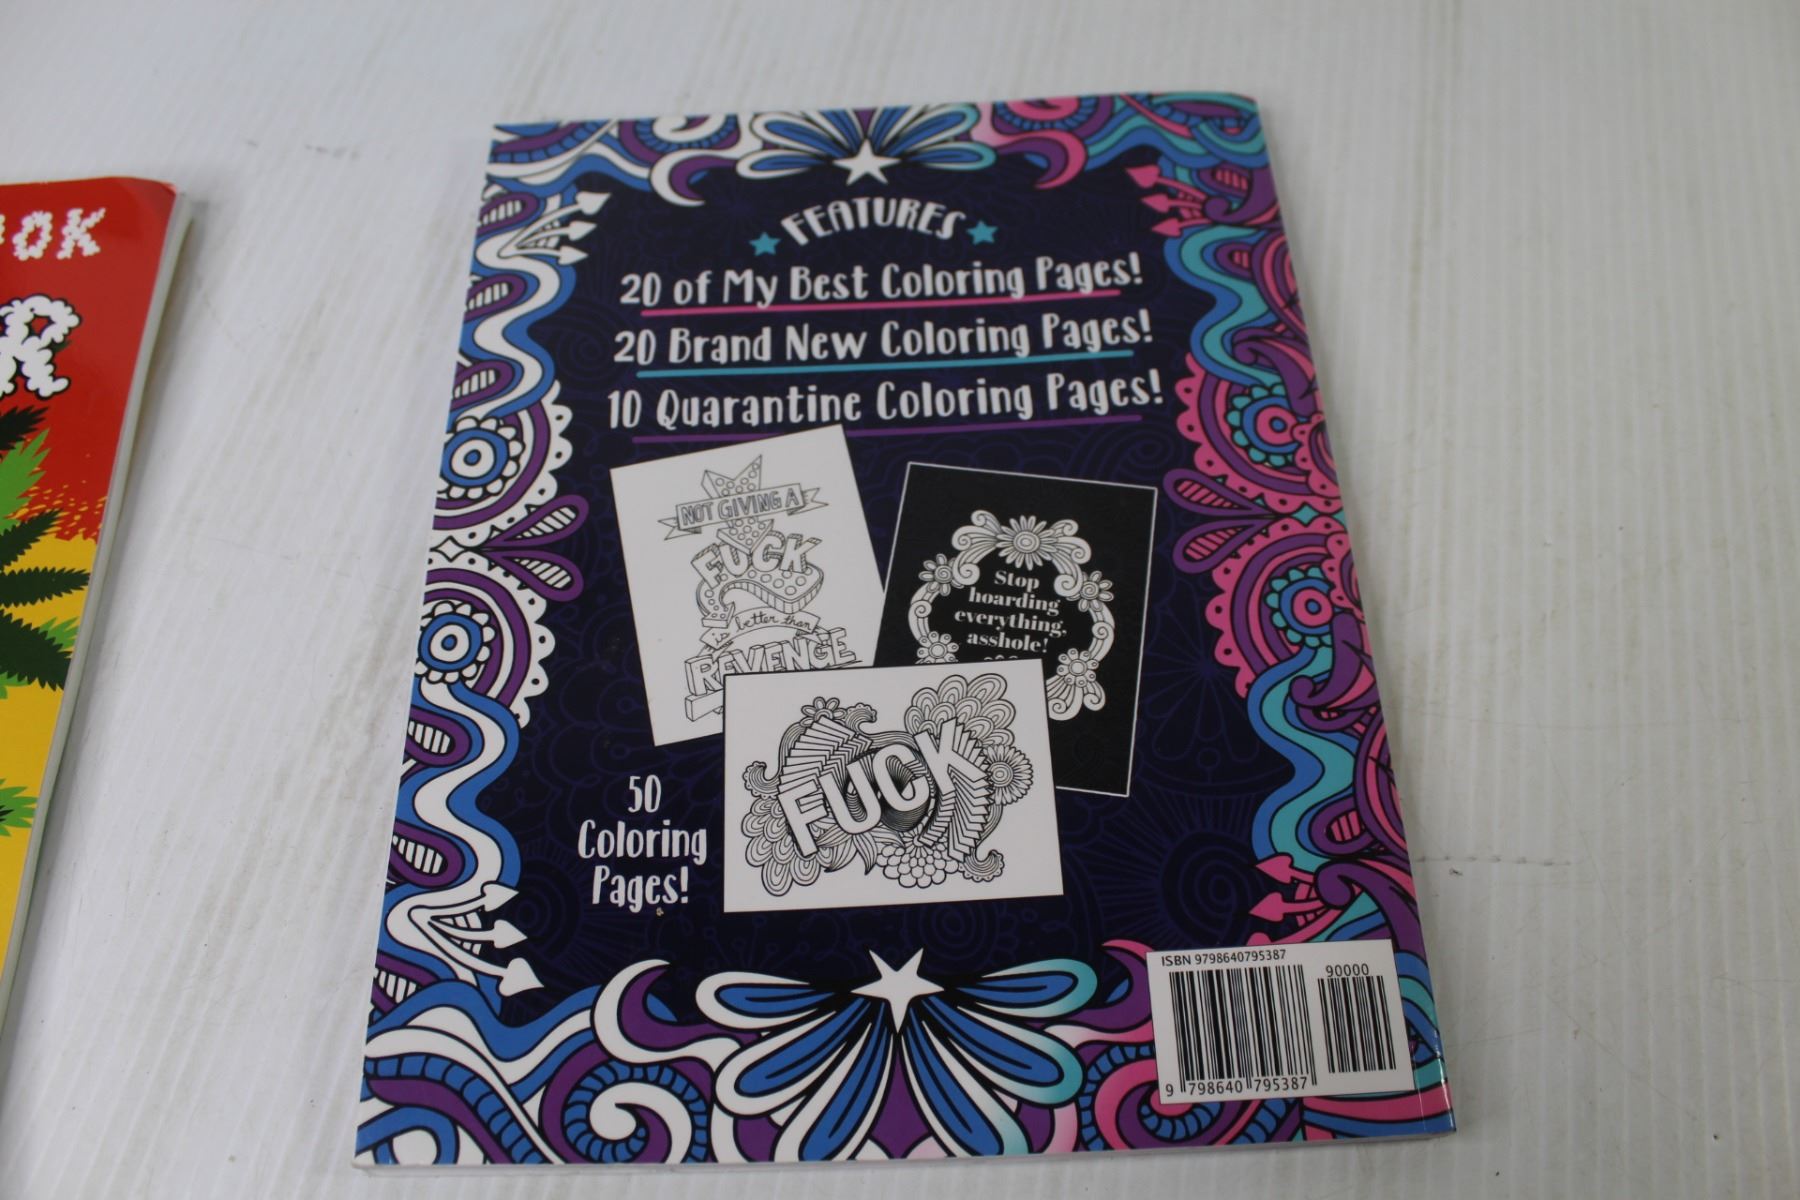 OOK
R
FEATURES
20 of My Best Coloring Pages!
20 Brand New Coloring Pages!
10 Quarantine Coloring Pages!
NOT GIVING A
FUCK
is better than
REVENGE
Stop
hoarding
everything,
asshole!
FUCK
50
Coloring
Pages!
ISBN 9798640795387
90000
9 798640 795387